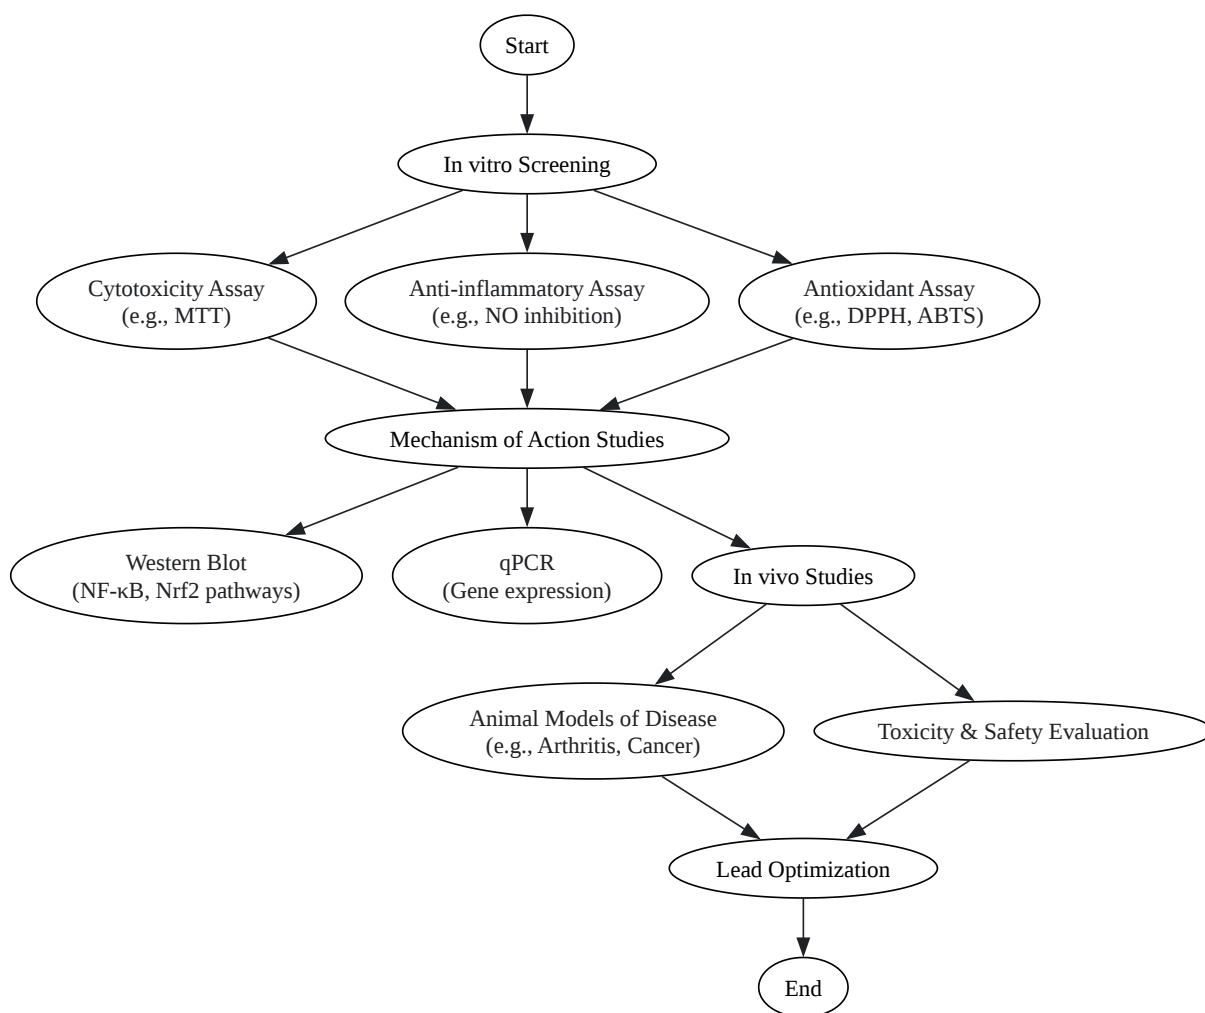 Start
In vitro Screening
Cytotoxicity Assay
(e.g., MTT)
Anti-inflammatory Assay
(e.g., NO inhibition)
Antioxidant Assay
(e.g., DPPH, ABTS)
Mechanism of Action Studies
Western Blot
(NF-κB, Nrf2 pathways)
qPCR
(Gene expression)
In vivo Studies
Animal Models of Disease
(e.g., Arthritis, Cancer)
Toxicity & Safety Evaluation
Lead Optimization
End